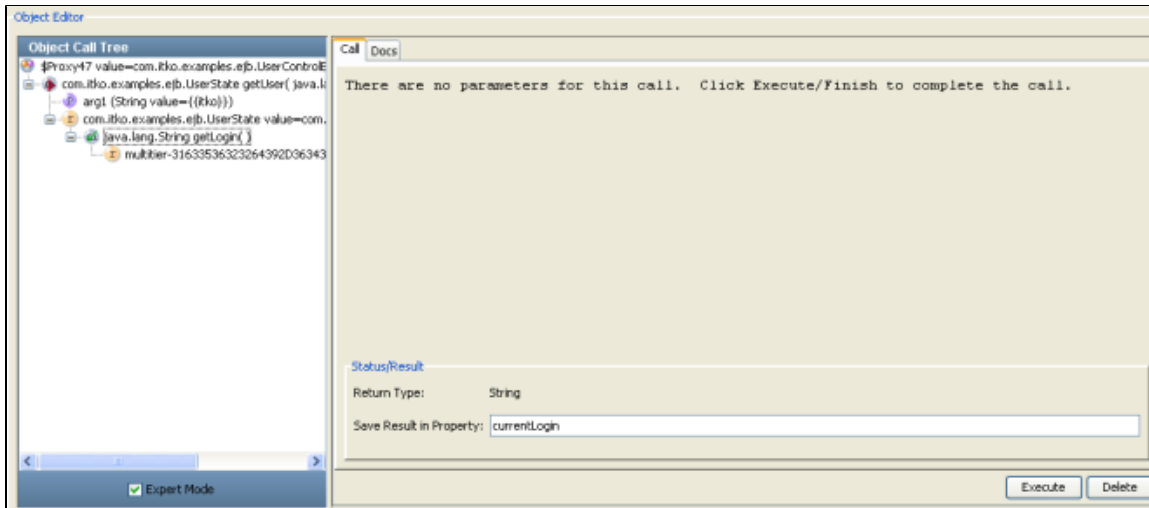 Object Editor
Object Call Tree
$Proxy47 value=com.itko.examples.ejb.UserControlE
com.itko.examples.ejb.UserState getUser( java.la
arg1 (String value={{itko}})
com.itko.examples.ejb.UserState value=com.
java.lang.String getLogin( )
multitier-31633536323264392D36343
Expert Mode
Call Docs
There are no parameters for this call. Click Execute/Finish to complete the call.
Status/Result
Return Type: String
Save Result in Property: currentLogin
Execute Delete